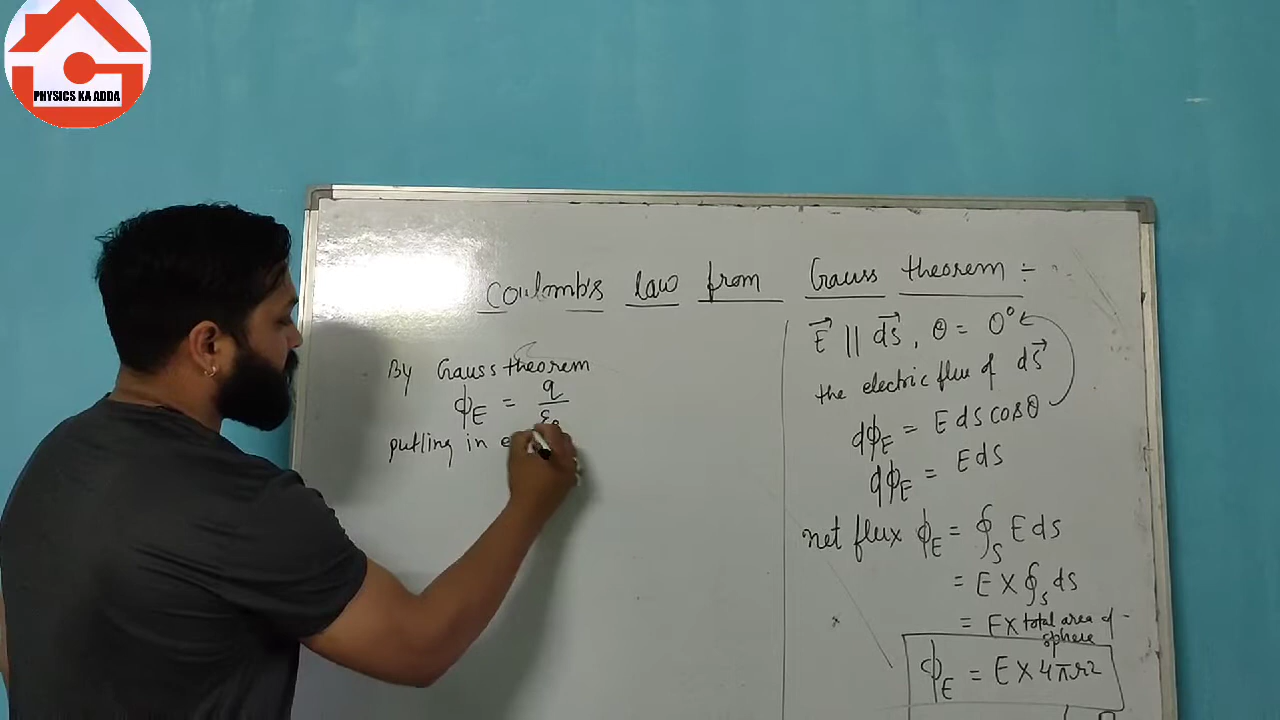 PHYSICS KA ADDA
Coulomb's law from Gauss theorem :-
By Gauss theorem
ϕE = q/ε₀
putting in
E⃗ || ds⃗, θ = 0°
the electric flux of dS⃗
dϕE = E ds cosθ
dϕE = E dS
net flux ϕE = ∮S E ds
= E X ∮S ds
= E X total area of
sphere
ϕE = E × 4πr2